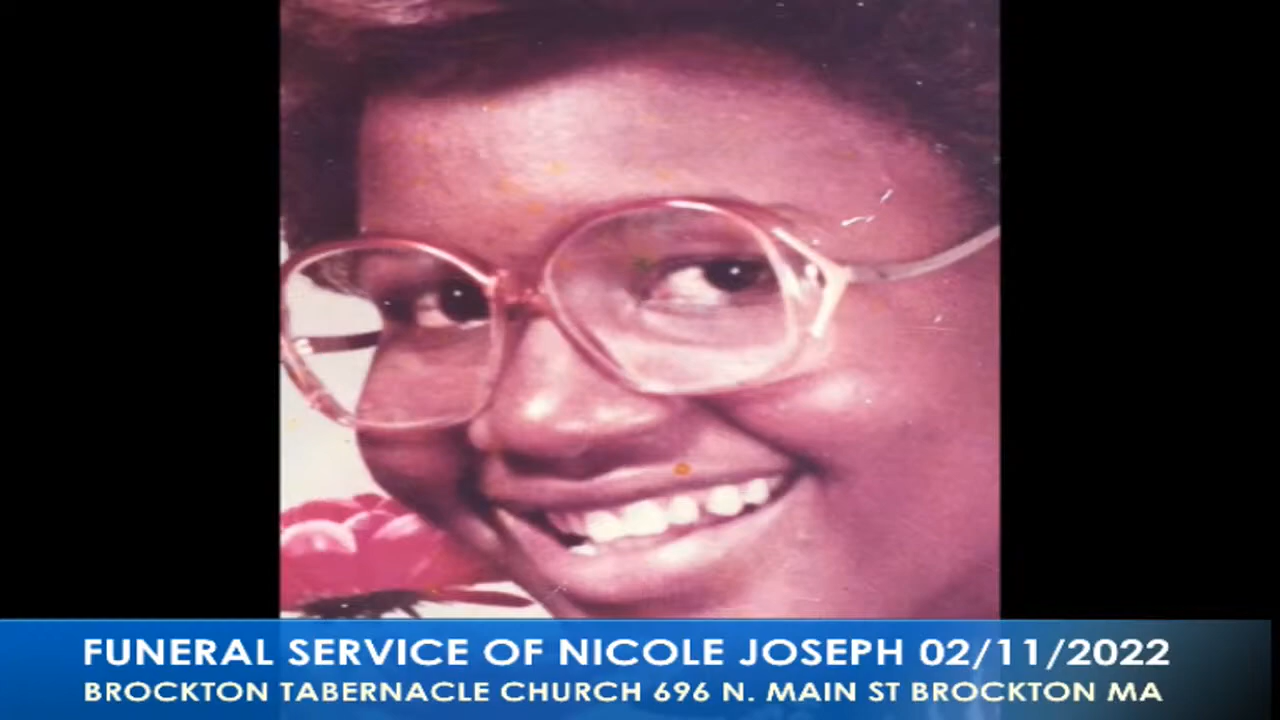 FUNERAL SERVICE OF NICOLE JOSEPH 02/11/2022
BROCKTON TABERNACLE CHURCH 696 N. MAIN ST BROCKTON MA